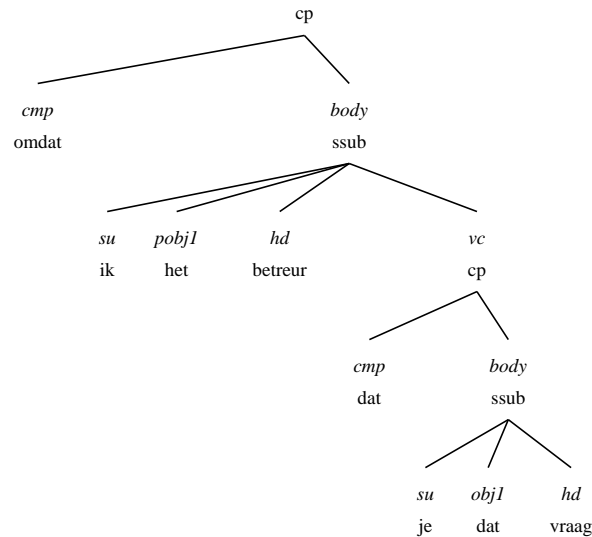 cp
cmp body
omdat ssub
su pobj1 hd vc
ik het betreur cp
cmp body
dat ssub
su obj1 hd
je dat vraag